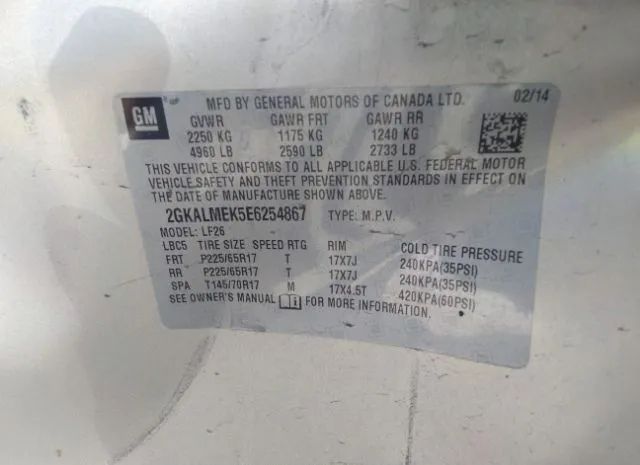 GM
MFD BY GENERAL MOTORS OF CANADA LTD. 02/14
GVWR GAWR FRT GAWR RR
2250 KG 1175 KG 1240 KG
4960 LB 2590 LB 2733 LB
THIS VEHICLE CONFORMS TO ALL APPLICABLE U.S. FEDERAL MOTOR
VEHICLE SAFETY AND THEFT PREVENTION STANDARDS IN EFFECT ON
THE DATE OF MANUFACTURE SHOWN ABOVE.
2GKALMEK5E6254867 TYPE: M.P.V.
MODEL: LF26
LBC5 TIRE SIZE SPEED RTG RIM COLD TIRE PRESSURE
FRT P225/65R17 T 17X7J 240KPA(35PSI)
RR P225/65R17 T 17X7J 240KPA(35PSI)
SPA T145/70R17 M 17X4.5T 420KPA(60PSI)
SEE OWNER'S MANUAL FOR MORE INFORMATION.